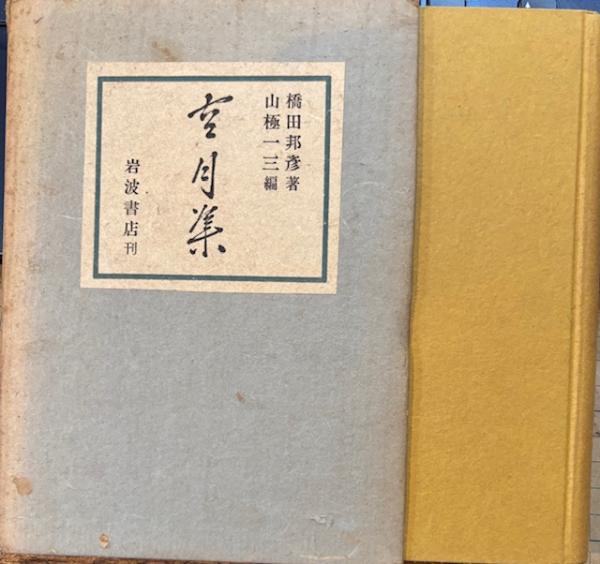 橋田邦彦著
山極一三編
空月集
岩波書店刊